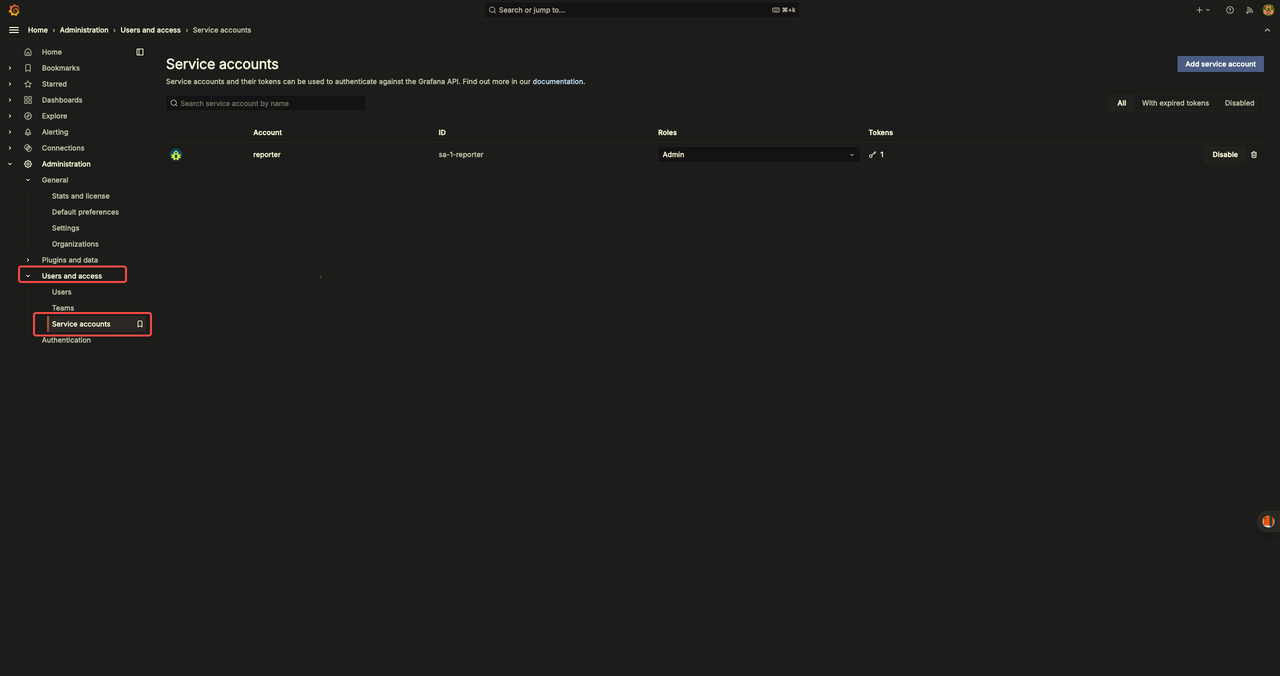 Search or jump to...
⌘+k
Home › Administration › Users and access › Service accounts
Home
Bookmarks
Starred
Dashboards
Explore
Alerting
Connections
Administration
General
Stats and license
Default preferences
Settings
Organizations
Plugins and data
Users and access
Users
Teams
Service accounts
Authentication
Service accounts
Add service account
Service accounts and their tokens can be used to authenticate against the Grafana API. Find out more in our documentation.
Search service account by name
All With expired tokens Disabled
Account ID Roles Tokens
reporter sa-1-reporter Admin 1 Disable